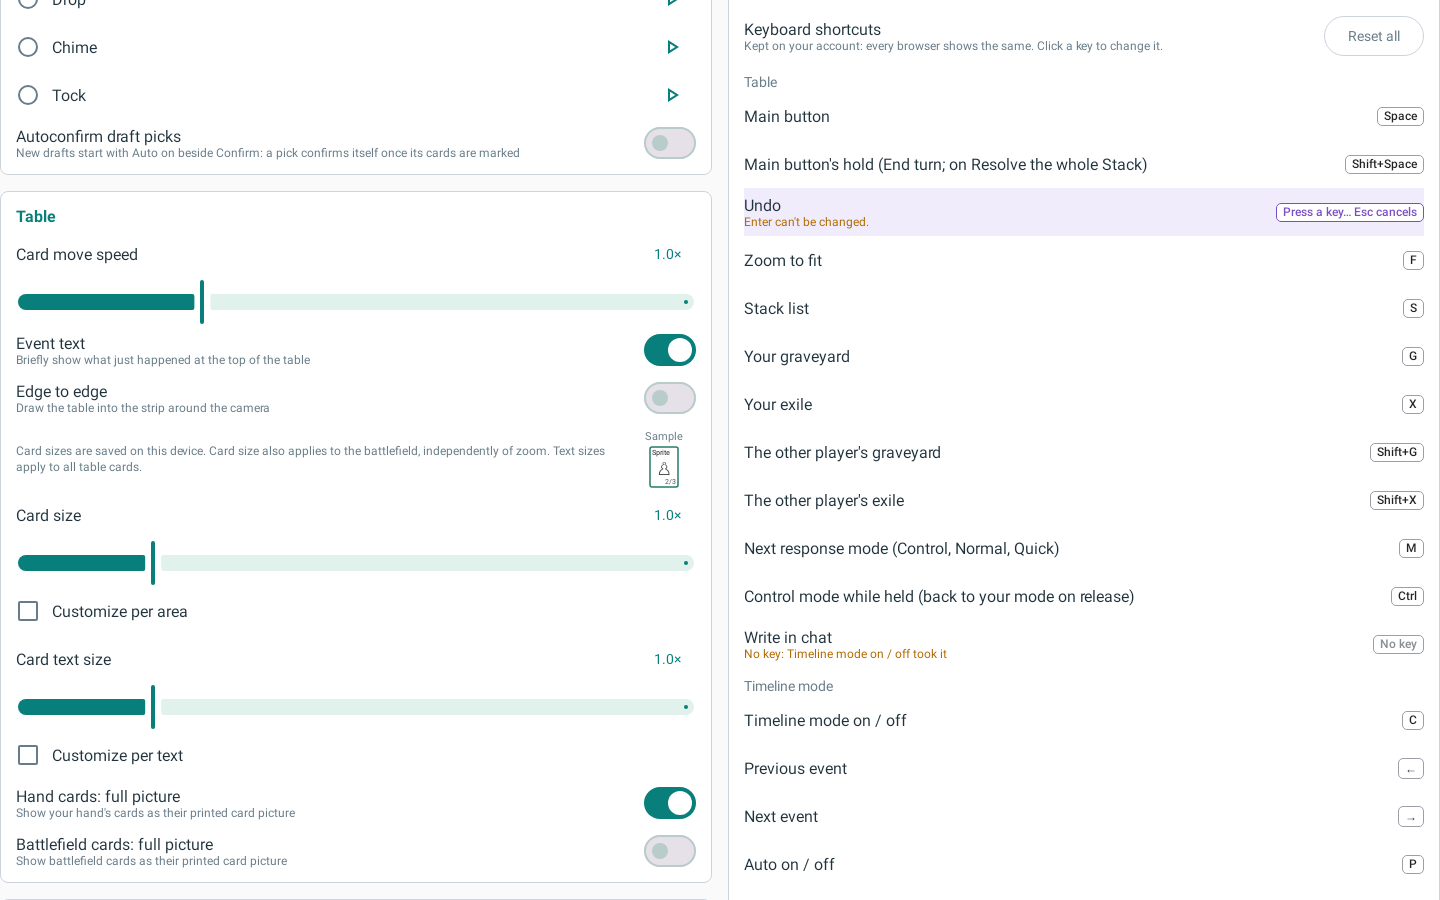 Drop
Chime
Tock
Autoconfirm draft picks
New drafts start with Auto on beside Confirm: a pick confirms itself once its cards are marked
Table
Card move speed
1.0×
Event text
Briefly show what just happened at the top of the table
Edge to edge
Draw the table into the strip around the camera
Card sizes are saved on this device. Card size also applies to the battlefield, independently of zoom. Text sizes
apply to all table cards.
Sample
Sprite
2/3
Card size
1.0×
Customize per area
Card text size
1.0×
Customize per text
Hand cards: full picture
Show your hand's cards as their printed card picture
Battlefield cards: full picture
Show battlefield cards as their printed card picture
Keyboard shortcuts
Kept on your account: every browser shows the same. Click a key to change it.
Reset all
Table
Main button
Space
Main button's hold (End turn; on Resolve the whole Stack)
Shift+Space
Undo
Enter can't be changed.
Press a key... Esc cancels
Zoom to fit
F
Stack list
S
Your graveyard
G
Your exile
X
The other player's graveyard
Shift+G
The other player's exile
Shift+X
Next response mode (Control, Normal, Quick)
M
Control mode while held (back to your mode on release)
Ctrl
Write in chat
No key: Timeline mode on / off took it
No key
Timeline mode
Timeline mode on / off
C
Previous event
←
Next event
→
Auto on / off
P